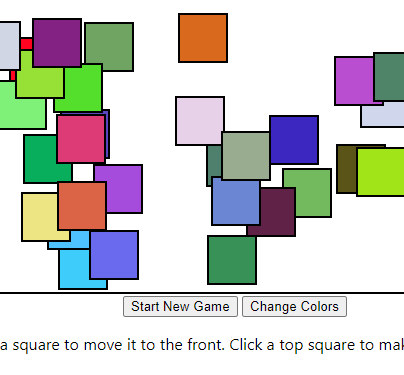 Start New Game Change Colors
a square to move it to the front. Click a top square to mak